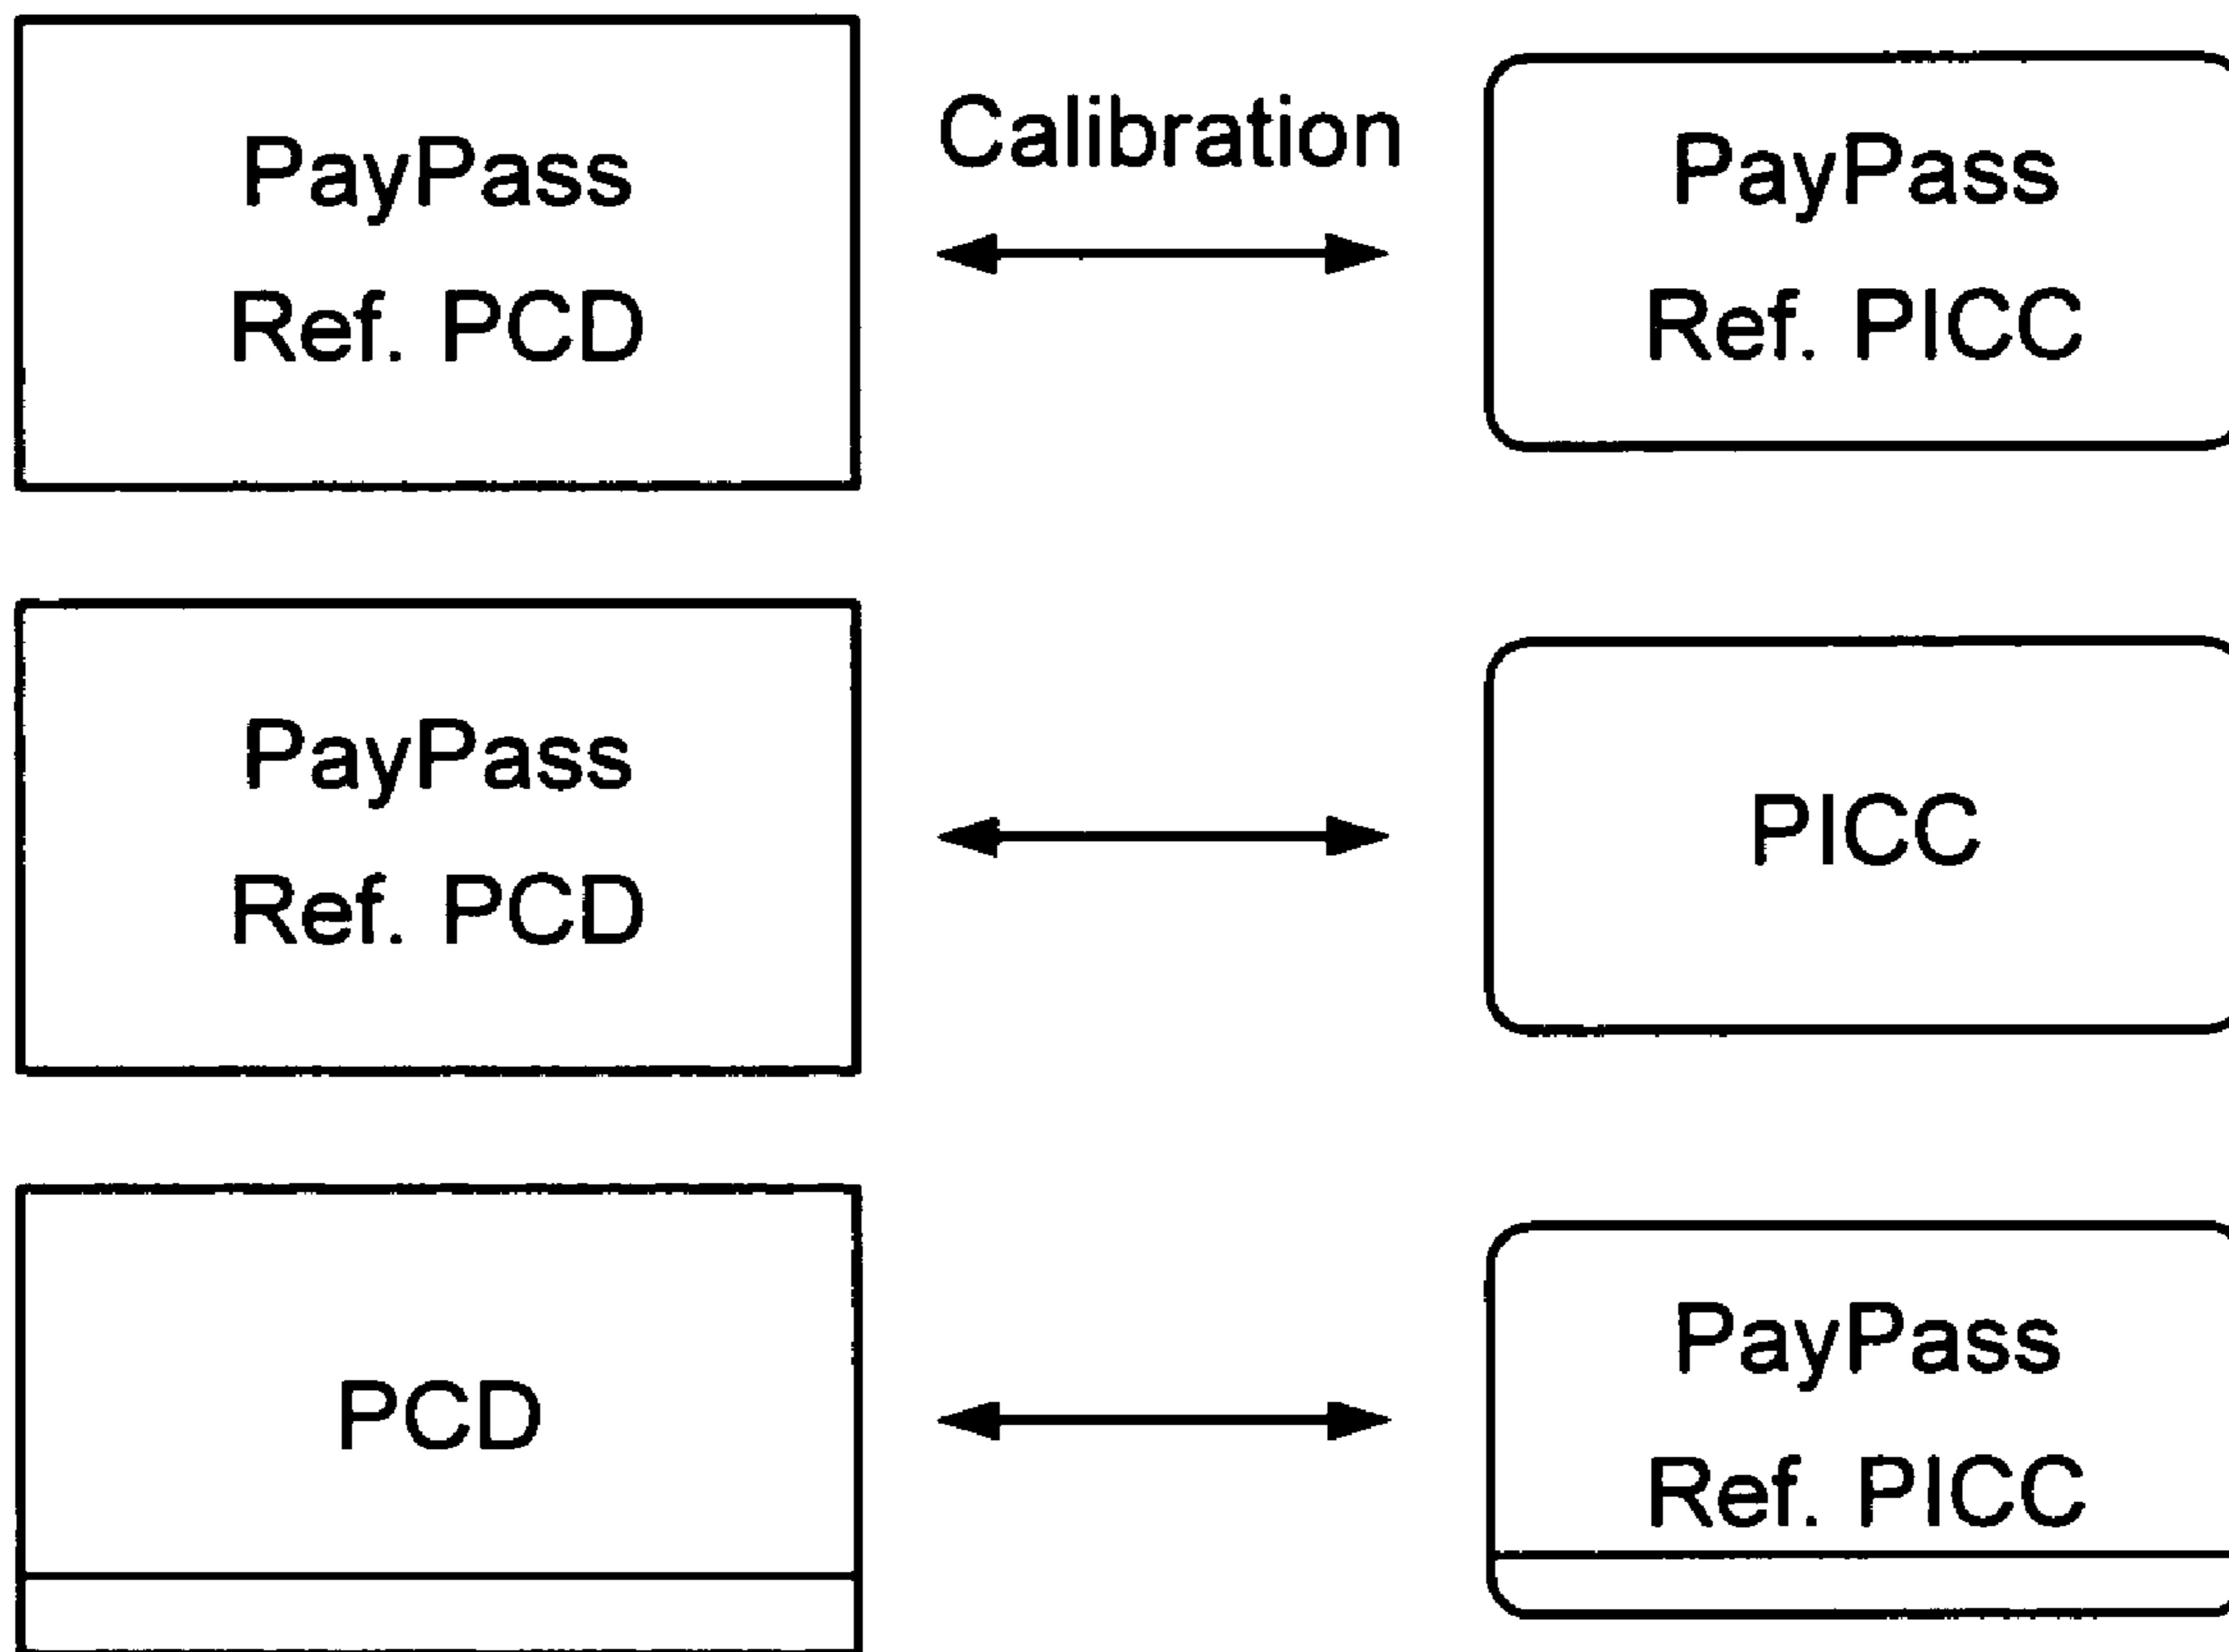 PayPass
Ref. PCD
Calibration
PayPass
Ref. PICC
PayPass
Ref. PCD
PICC
PCD
PayPass
Ref. PICC